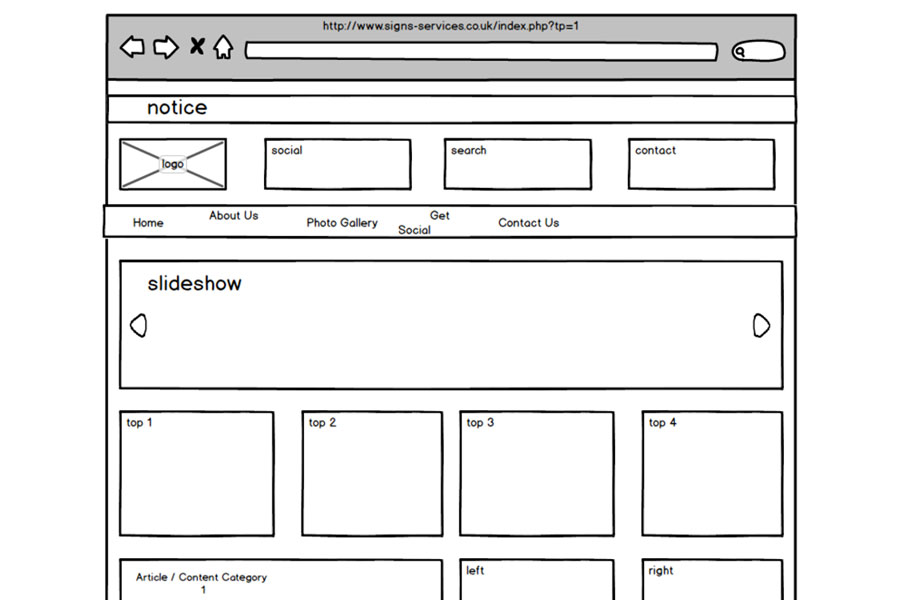 http://www.signs-services.co.uk/index.php?tp=1
notice
logo
social
search
contact
Home
About Us
Photo Gallery
Get
Social
Contact Us
slideshow
top 1
top 2
top 3
top 4
Article / Content Category
1
left
right